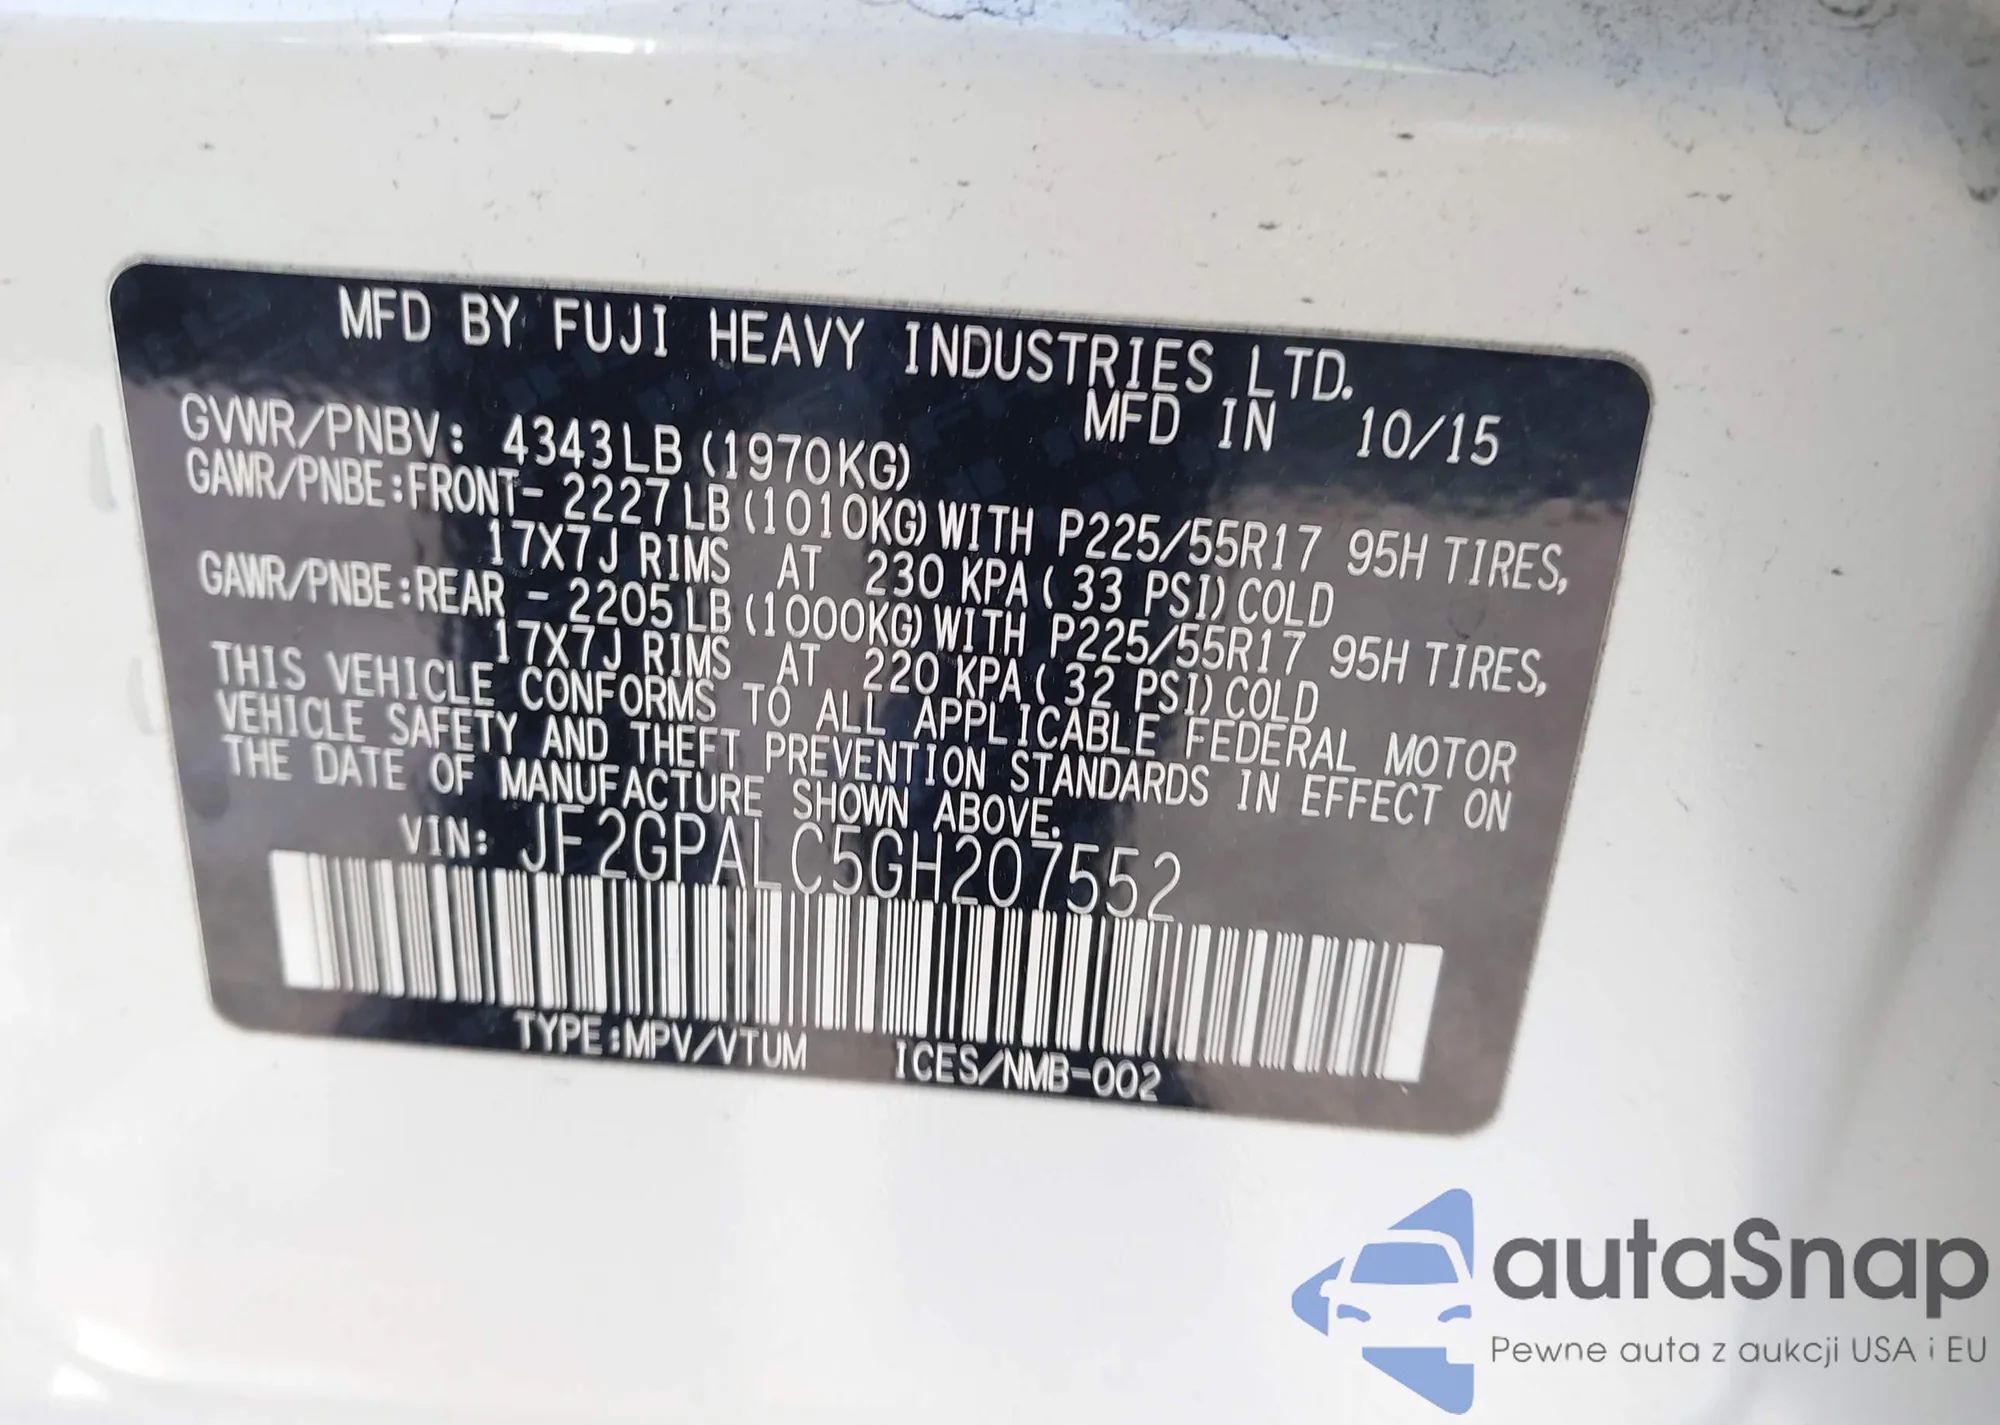 MFD BY FUJI HEAVY INDUSTRIES LTD.
MFD IN 10/15
GVWR/PNBV: 4343LB (1970KG)
GAWR/PNBE:FRONT- 2227 LB (1010KG) WITH P225/55R17 95H TIRES,
17X7J RIMS AT 230 KPA ( 33 PSI) COLD
GAWR/PNBE:REAR - 2205 LB (1000KG) WITH P225/55R17 95H TIRES,
17X7J RIMS AT 220 KPA ( 32 PSI) COLD
THIS VEHICLE CONFORMS TO ALL APPLICABLE FEDERAL MOTOR
VEHICLE SAFETY AND THEFT PREVENTION STANDARDS IN EFFECT ON
THE DATE OF MANUFACTURE SHOWN ABOVE.
VIN: JF2GPALC5GH207552
TYPE:MPV/VTUM ICES/NMB-002
autaSnap
Pewne auta z aukcji USA i EU